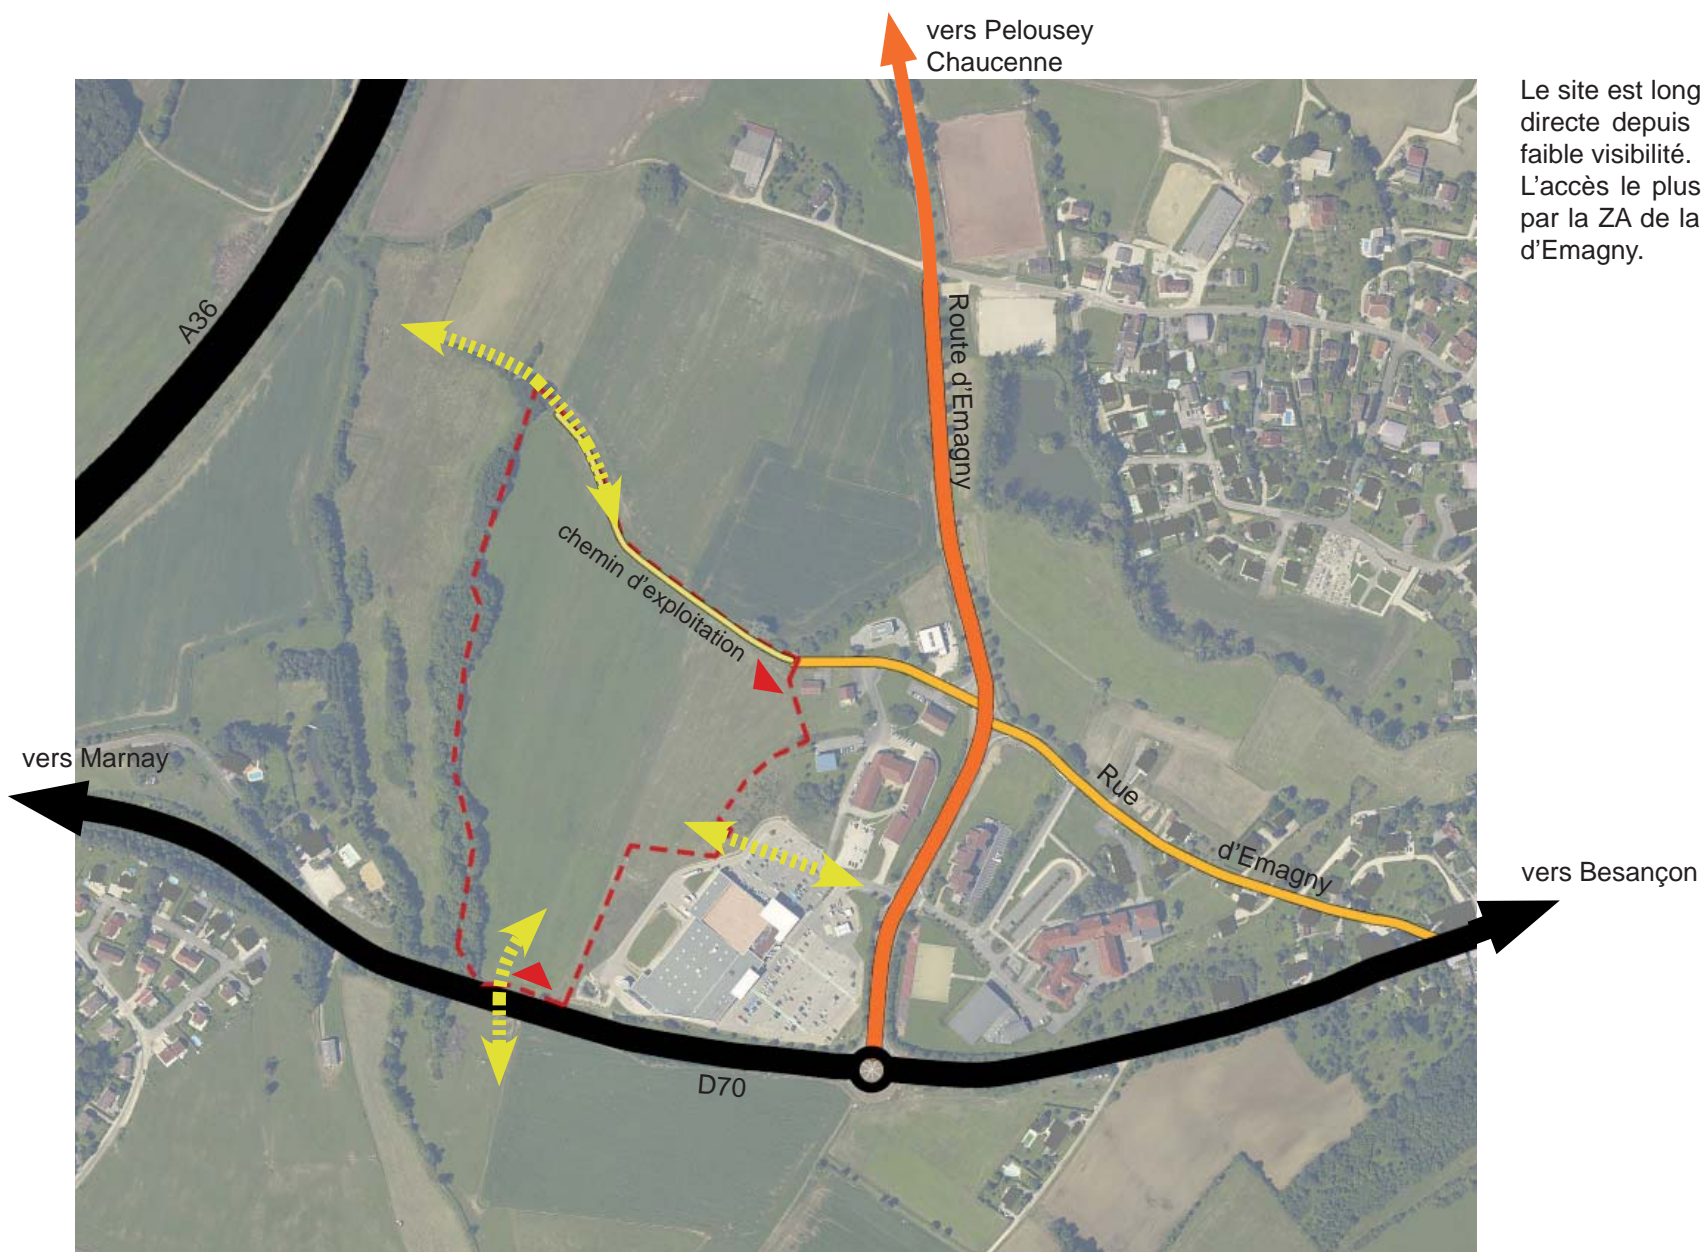 vers Pelousey
Chaucenne
Le site est long
directe depuis
faible visibilité.
L'accès le plus
par la ZA de la
d'Emagny.
A36
Route d'Emagny
chemin d'exploitation
vers Marnay
Rue
d'Emagny
vers Besançon
D70